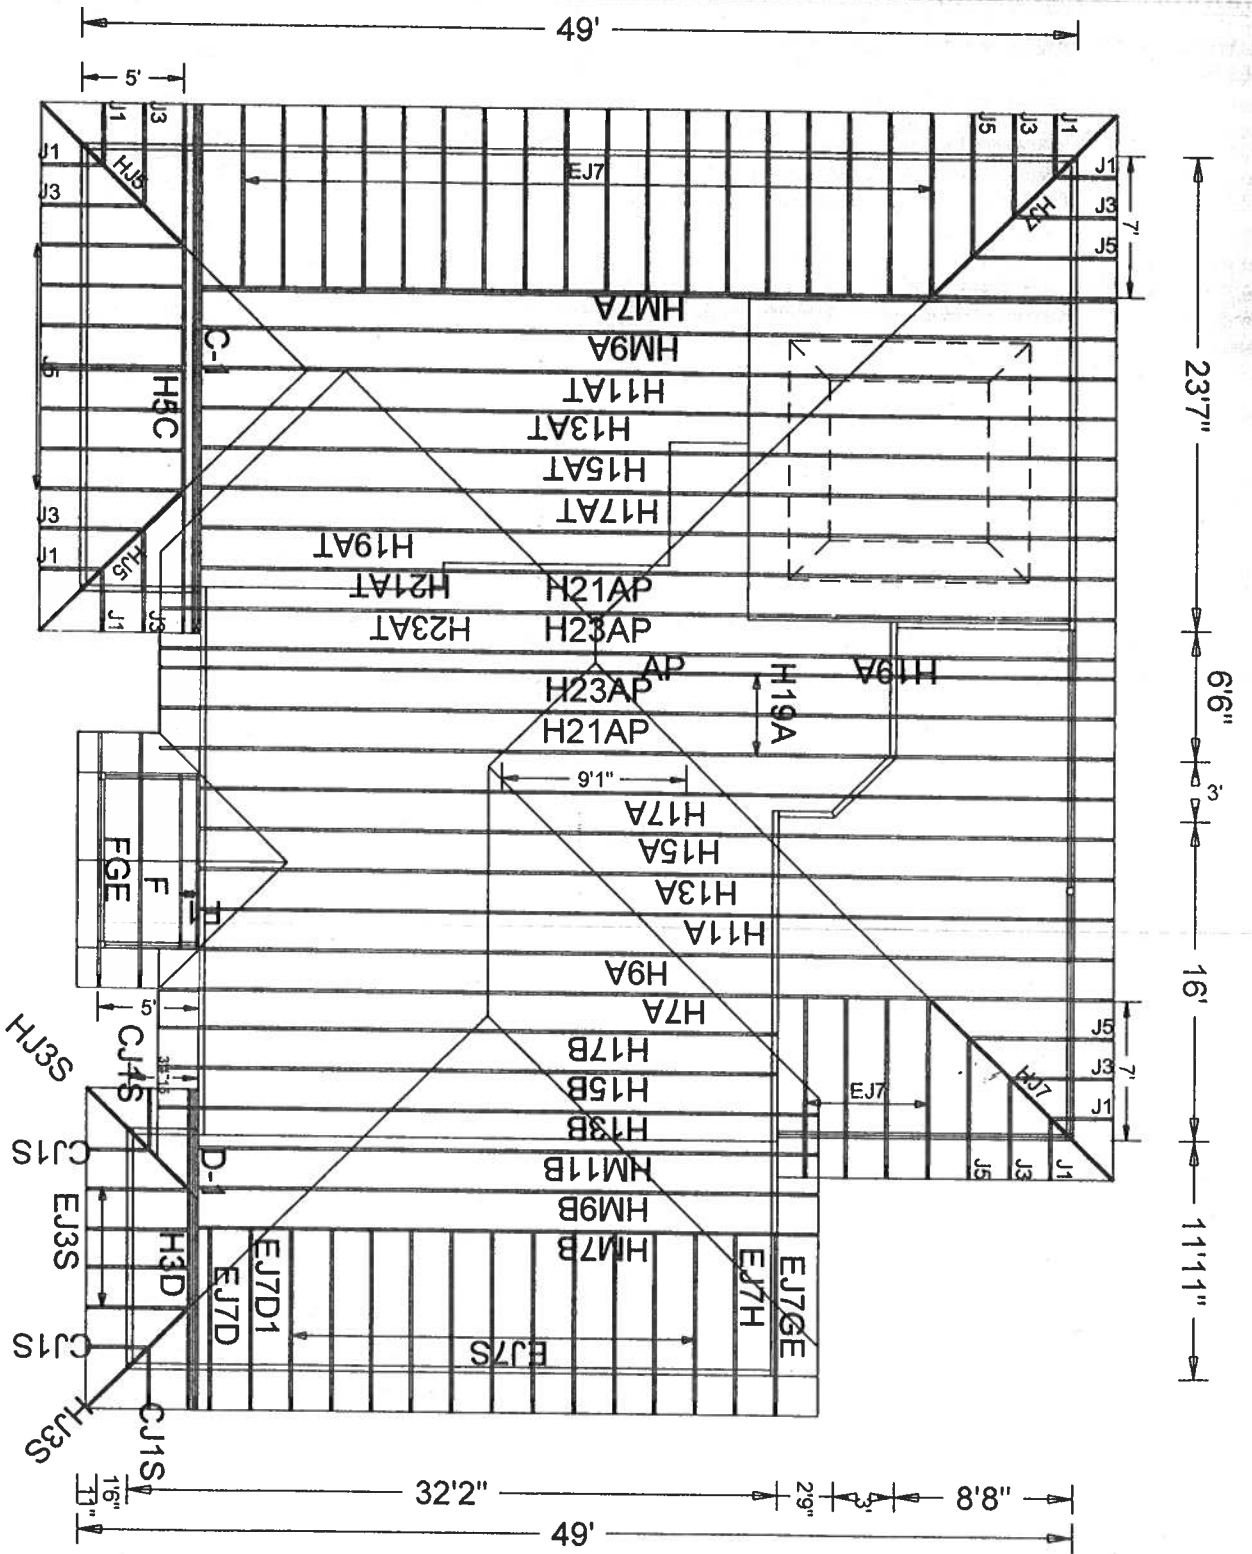 49'
5'
J1
J3
J5
J3
J1
J1
HJ5
J3
EJ7
HJ7
J1
J3
J5
7'
23'7"
HM7A
HM9A
H11AT
H13AT
H15AT
H17AT
H19AT
H21AT
H23AT
C-1
H5C
J5
J3
J1
HJ5
J1
J3
H21AP
H23AP
AP
H23AP
H21AP
H19A
H19A
6'6"
3'
9'1"
H17A
H15A
H13A
H11A
H9A
H7A
H17B
H15B
H13B
HM11B
HM9B
HM7B
FGE
F
5'
16'
HJ3S
CJ1S
CJ1S
EJ3S
CJ1S
HJ3S
CJ1S
D-1
H3D
EJ7D
EJ7D1
EJ7S
EJ7H
EJ7GE
EJ7
HJ7
J5
J3
J1
7'
J5
J3
J1
11'11"
1'6"
32'2"
2'9"
3'
8'8"
49'